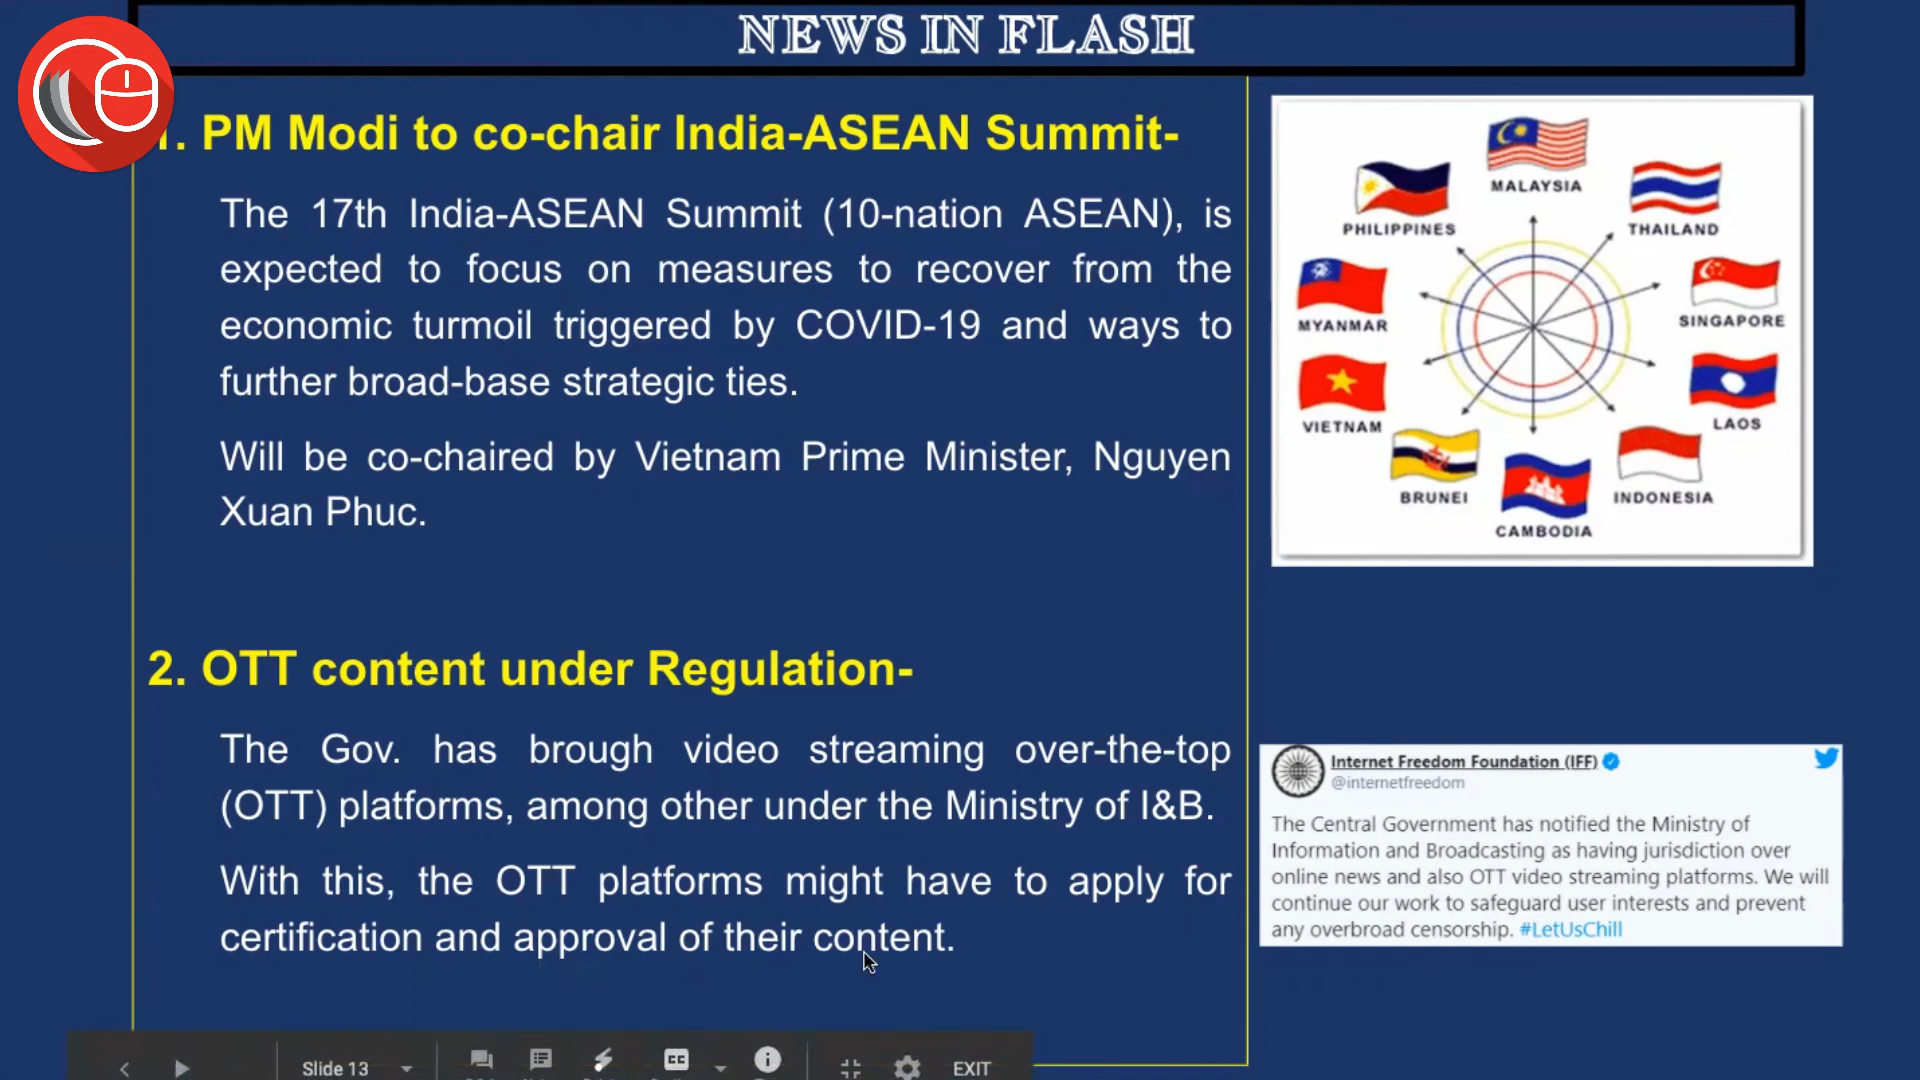 NEWS IN FLASH
1. PM Modi to co-chair India-ASEAN Summit-
The 17th India-ASEAN Summit (10-nation ASEAN), is
expected to focus on measures to recover from the
economic turmoil triggered by COVID-19 and ways to
further broad-base strategic ties.
Will be co-chaired by Vietnam Prime Minister, Nguyen
Xuan Phuc.
2. OTT content under Regulation-
The Gov. has brough video streaming over-the-top
(OTT) platforms, among other under the Ministry of I&B.
With this, the OTT platforms might have to apply for
certification and approval of their content.
MALAYSIA
PHILIPPINES
THAILAND
MYANMAR
SINGAPORE
VIETNAM
LAOS
BRUNEI
INDONESIA
CAMBODIA
Internet Freedom Foundation (IFF)
@internetfreedom
The Central Government has notified the Ministry of
Information and Broadcasting as having jurisdiction over
online news and also OTT video streaming platforms. We will
continue our work to safeguard user interests and prevent
any overbroad censorship. #LetUsChill
Slide 13
CC
EXIT